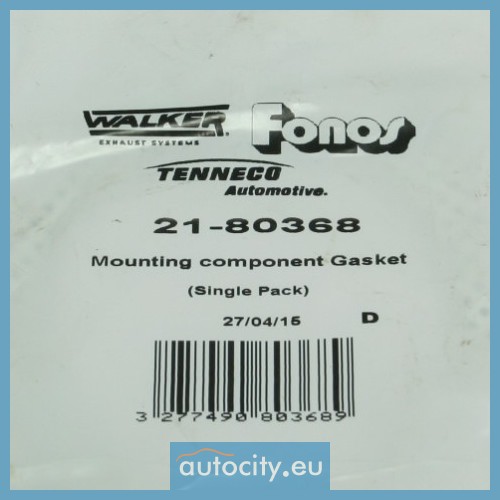 WALKER Fonos
EXHAUST SYSTEMS
TENNECO
Automotive.
21-80368
Mounting component Gasket
(Single Pack)
27/04/15 D
3 277490 803689
autocity.eu